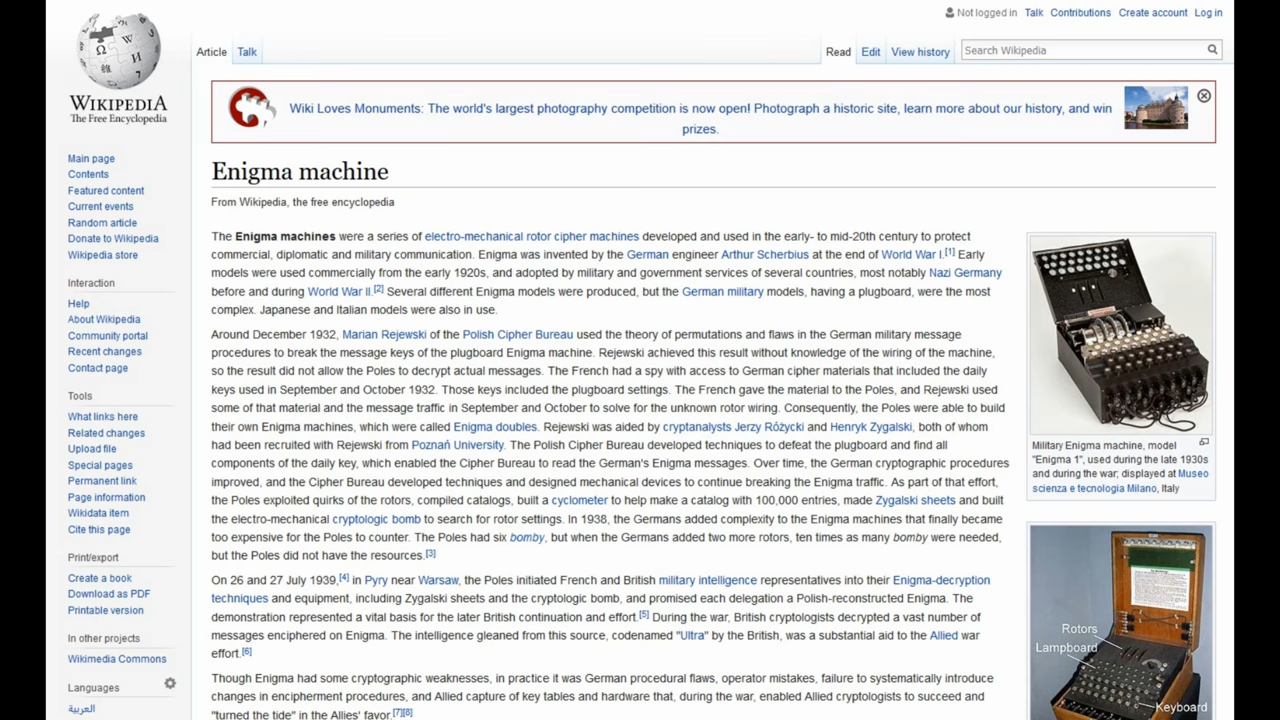 Not logged in Talk Contributions Create account Log in
WIKIPEDIA
The Free Encyclopedia
Article Talk
Read Edit View history Search Wikipedia
Wiki Loves Monuments: The world's largest photography competition is now open! Photograph a historic site, learn more about our history, and win
prizes.
Main page
Contents
Featured content
Current events
Random article
Donate to Wikipedia
Wikipedia store
Interaction
Help
About Wikipedia
Community portal
Recent changes
Contact page
Tools
What links here
Related changes
Upload file
Special pages
Permanent link
Page information
Wikidata item
Cite this page
Print/export
Create a book
Download as PDF
Printable version
In other projects
Wikimedia Commons
Languages
العربية
Enigma machine
From Wikipedia, the free encyclopedia
The Enigma machines were a series of electro-mechanical rotor cipher machines developed and used in the early- to mid-20th century to protect
commercial, diplomatic and military communication. Enigma was invented by the German engineer Arthur Scherbius at the end of World War I.[1] Early
models were used commercially from the early 1920s, and adopted by military and government services of several countries, most notably Nazi Germany
before and during World War II.[2] Several different Enigma models were produced, but the German military models, having a plugboard, were the most
complex. Japanese and Italian models were also in use.
Around December 1932, Marian Rejewski of the Polish Cipher Bureau used the theory of permutations and flaws in the German military message
procedures to break the message keys of the plugboard Enigma machine. Rejewski achieved this result without knowledge of the wiring of the machine,
so the result did not allow the Poles to decrypt actual messages. The French had a spy with access to German cipher materials that included the daily
keys used in September and October 1932. Those keys included the plugboard settings. The French gave the material to the Poles, and Rejewski used
some of that material and the message traffic in September and October to solve for the unknown rotor wiring. Consequently, the Poles were able to build
their own Enigma machines, which were called Enigma doubles. Rejewski was aided by cryptanalysts Jerzy Różycki and Henryk Zygalski, both of whom
had been recruited with Rejewski from Poznań University. The Polish Cipher Bureau developed techniques to defeat the plugboard and find all
components of the daily key, which enabled the Cipher Bureau to read the German's Enigma messages. Over time, the German cryptographic procedures
improved, and the Cipher Bureau developed techniques and designed mechanical devices to continue breaking the Enigma traffic. As part of that effort,
the Poles exploited quirks of the rotors, compiled catalogs, built a cyclometer to help make a catalog with 100,000 entries, made Zygalski sheets and built
the electro-mechanical cryptologic bomb to search for rotor settings. In 1938, the Germans added complexity to the Enigma machines that finally became
too expensive for the Poles to counter. The Poles had six bomby, but when the Germans added two more rotors, ten times as many bomby were needed,
but the Poles did not have the resources.[3]
On 26 and 27 July 1939,[4] in Pyry near Warsaw, the Poles initiated French and British military intelligence representatives into their Enigma-decryption
techniques and equipment, including Zygalski sheets and the cryptologic bomb, and promised each delegation a Polish-reconstructed Enigma. The
demonstration represented a vital basis for the later British continuation and effort.[5] During the war, British cryptologists decrypted a vast number of
messages enciphered on Enigma. The intelligence gleaned from this source, codenamed "Ultra" by the British, was a substantial aid to the Allied war
effort.[6]
Though Enigma had some cryptographic weaknesses, in practice it was German procedural flaws, operator mistakes, failure to systematically introduce
changes in encipherment procedures, and Allied capture of key tables and hardware that, during the war, enabled Allied cryptologists to succeed and
"turned the tide" in the Allies' favor.[7][8]
Military Enigma machine, model
"Enigma 1", used during the late 1930s
and during the war; displayed at Museo
scienza e tecnologia Milano, Italy
Rotors
Lampboard
Keyboard